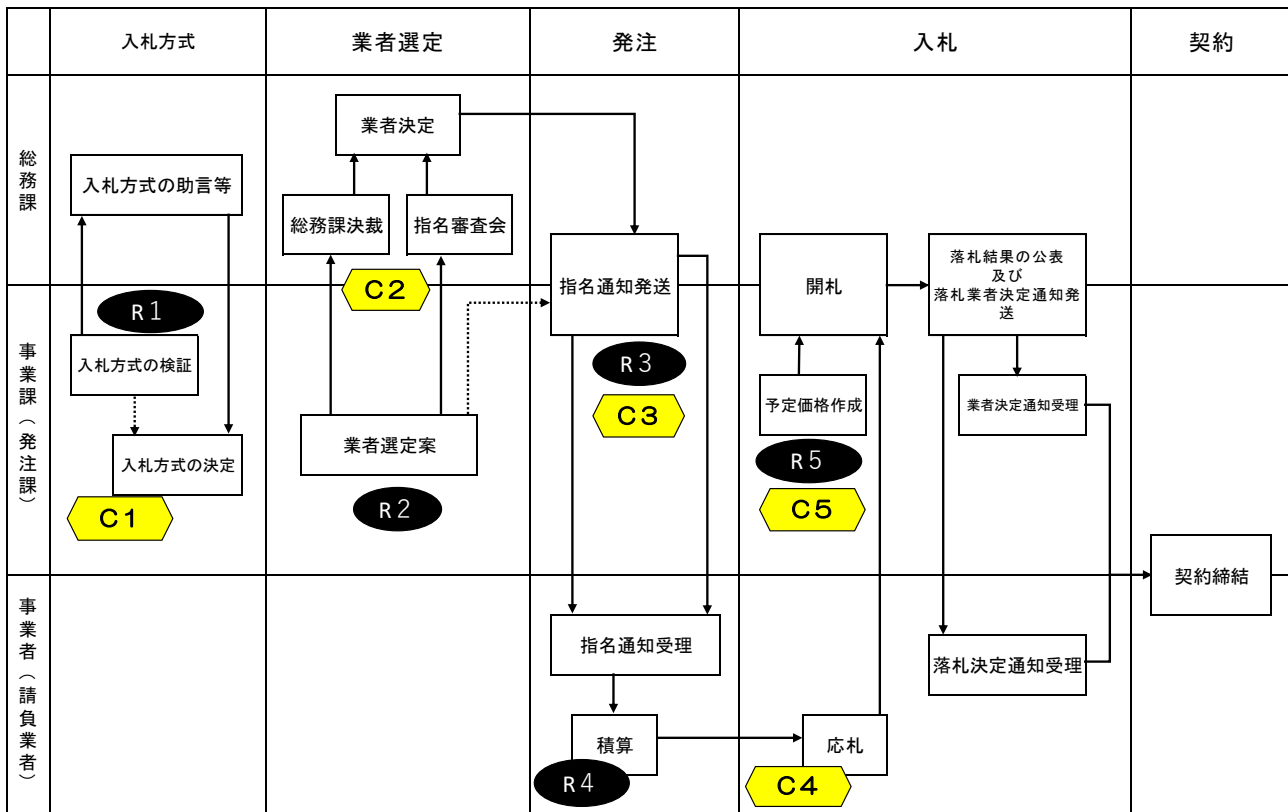 入札方式
業者選定
発注
入札
契約
総務課
業者決定
入札方式の助言等
総務課決裁
指名審査会
C2
指名通知発送
開札
落札結果の公表
及び
落札業者決定通知発
送
事業課（発注課）
R1
入札方式の検証
入札方式の決定
C1
業者選定案
R2
R3
C3
予定価格作成
R5
C5
業者決定通知受理
事業者（請負業者）
指名通知受理
積算
R4
応札
C4
落札決定通知受理
契約締結